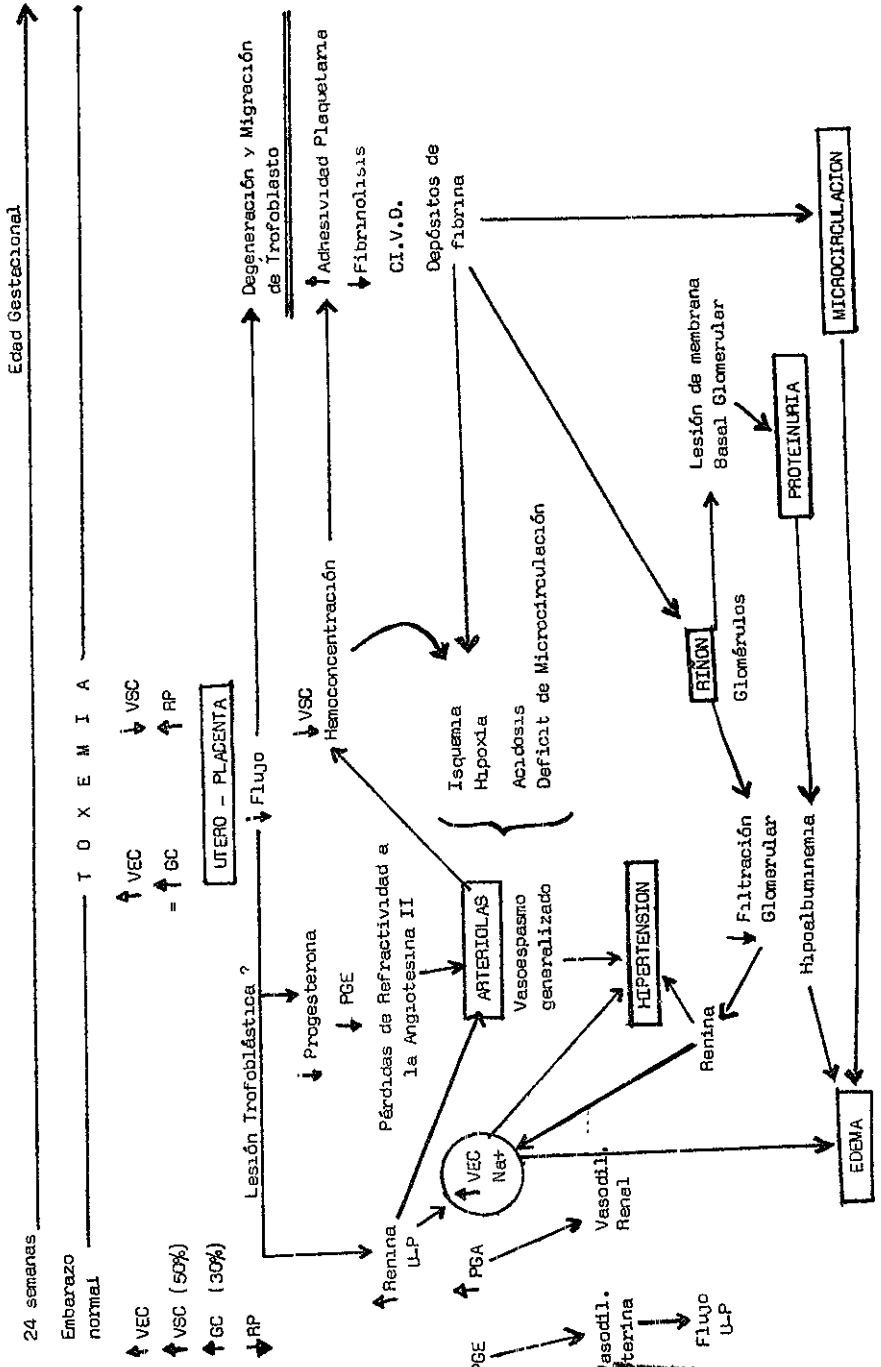 Edad Gestacional
24 semanas
Embarazo
normal
T O X E M I A
↑ VEC
↑ VSC (50%)
↑ GC (30%)
↓ RP
↑ VEC
= ↑ GC
↓ VSC
↑ RP
UTERO - PLACENTA
↓ Flujo
Lesión Trofoblástica ?
Degeneración y Migración
de Trofoblasto
↓ Progesterona
↓ PGE
Pérdidas de Refractividad a
la Angiotesina II
↓ VSC
Hemoconcentración
↑ Adhesividad Plaquetaria
↓ Fibrinolisis
CI.V.D.
Depósitos de
fibrina
↑ Renina
U-P
ARTERIOLAS
Vasoespasmo
generalizado
Isquemia
Hipoxia
Acidosis
Deficit de Microcirculación
↑ VEC
Na+
↑ PGA
Vasodil.
Renal
PGE
asodil.
terina
Flujo
U-P
HIPERTENSION
Renina
↓ Filtración
Glomerular
RIÑON
Glomérulos
Lesión de membrana
Basal Glomerular
PROTEINURIA
Hipoalbuminemia
MICROCIRCULACION
EDEMA